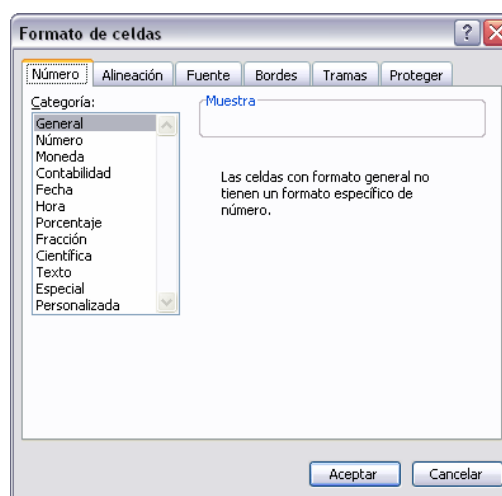 Formato de celdas
Número Alineación Fuente Bordes Tramas Proteger
Categoría:
General
Número
Moneda
Contabilidad
Fecha
Hora
Porcentaje
Fracción
Científica
Texto
Especial
Personalizada
Muestra
Las celdas con formato general no
tienen un formato específico de
número.
Aceptar Cancelar